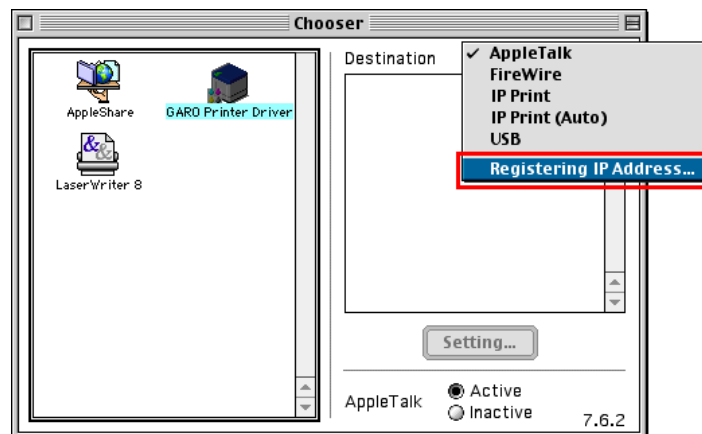 Chooser
AppleShare
GARO Printer Driver
LaserWriter 8
Destination
✓ AppleTalk
FireWire
IP Print
IP Print (Auto)
USB
Registering IP Address...
Setting...
AppleTalk
Active
Inactive
7.6.2